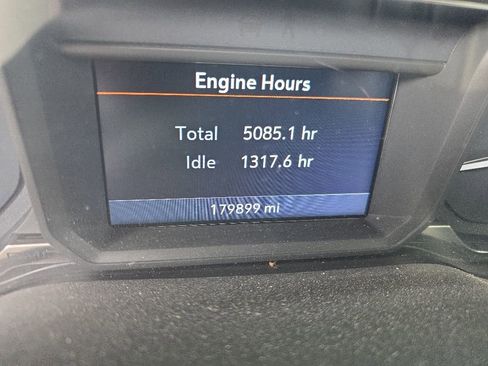 Engine Hours
Total 5085.1 hr
Idle 1317.6 hr
179899 mi